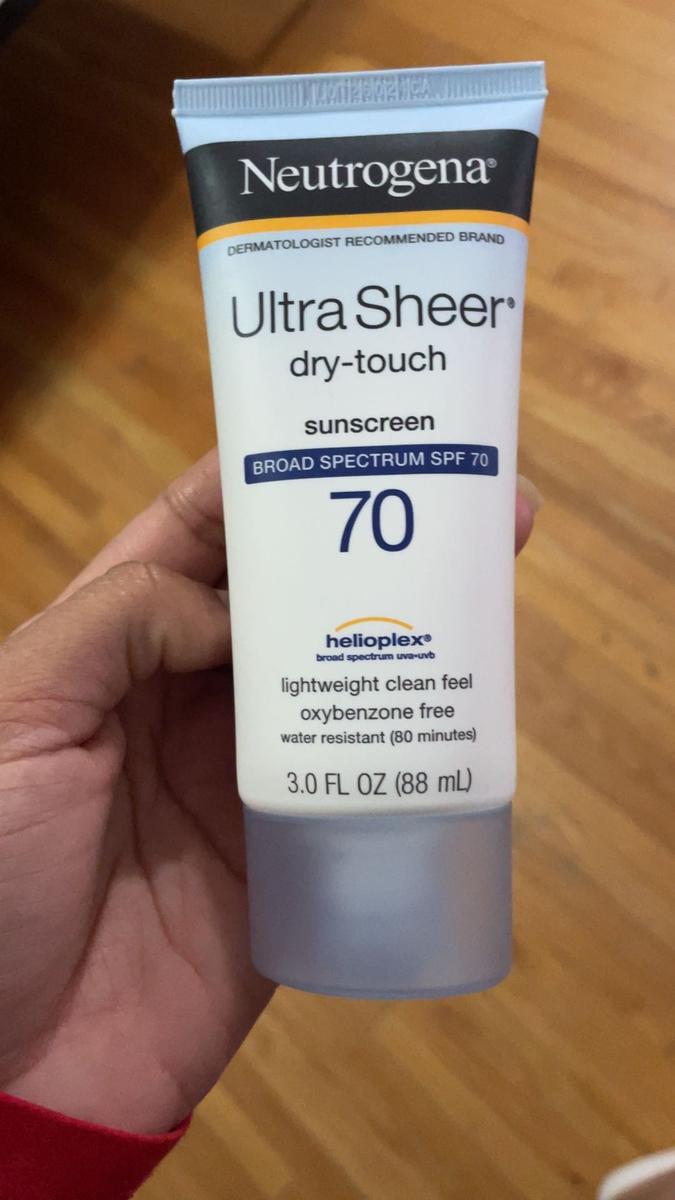 Neutrogena®
DERMATOLOGIST RECOMMENDED BRAND
Ultra Sheer®
dry-touch
sunscreen
BROAD SPECTRUM SPF 70
70
helioplex®
broad spectrum uva•uvb
lightweight clean feel
oxybenzone free
water resistant (80 minutes)
3.0 FL OZ (88 mL)